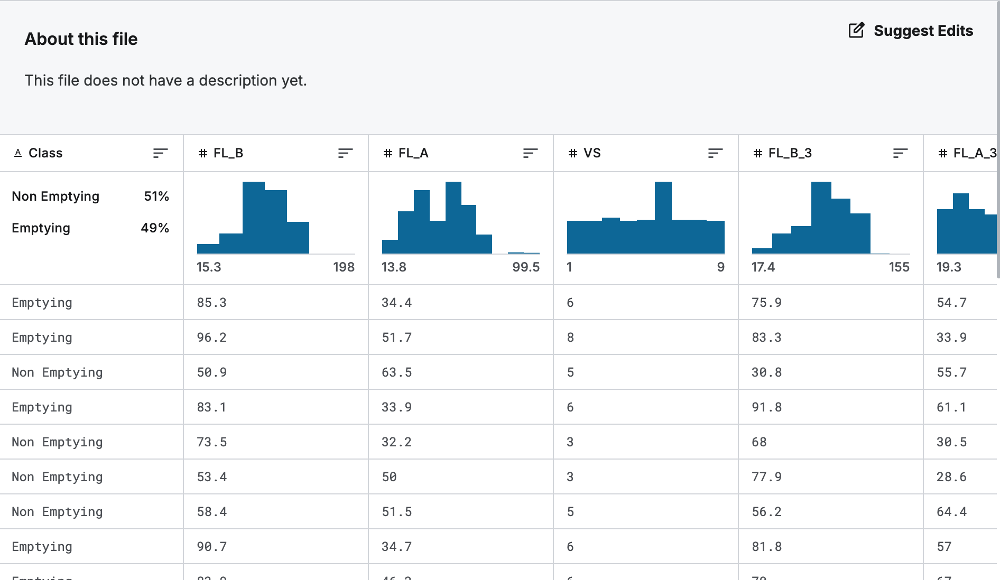 About this file
Suggest Edits
This file does not have a description yet.
A Class # FL_B # FL_A # VS # FL_B_3 # FL_A_3
Non Emptying 51%
Emptying 49%
15.3 198 13.8 99.5 1 9 17.4 155 19.3
Emptying 85.3 34.4 6 75.9 54.7
Emptying 96.2 51.7 8 83.3 33.9
Non Emptying 50.9 63.5 5 30.8 55.7
Emptying 83.1 33.9 6 91.8 61.1
Non Emptying 73.5 32.2 3 68 30.5
Non Emptying 53.4 50 3 77.9 28.6
Non Emptying 58.4 51.5 5 56.2 64.4
Emptying 90.7 34.7 6 81.8 57
Emptying